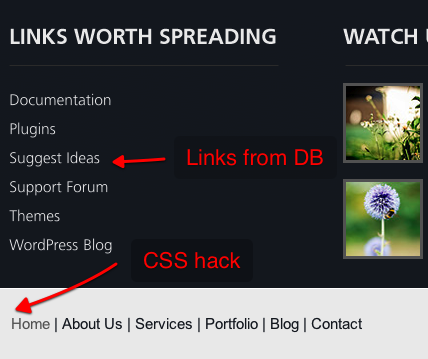 LINKS WORTH SPREADING
WATCH
Documentation
Plugins
Suggest Ideas
Support Forum
Themes
WordPress Blog
Links from DB
CSS hack
Home | About Us | Services | Portfolio | Blog | Contact